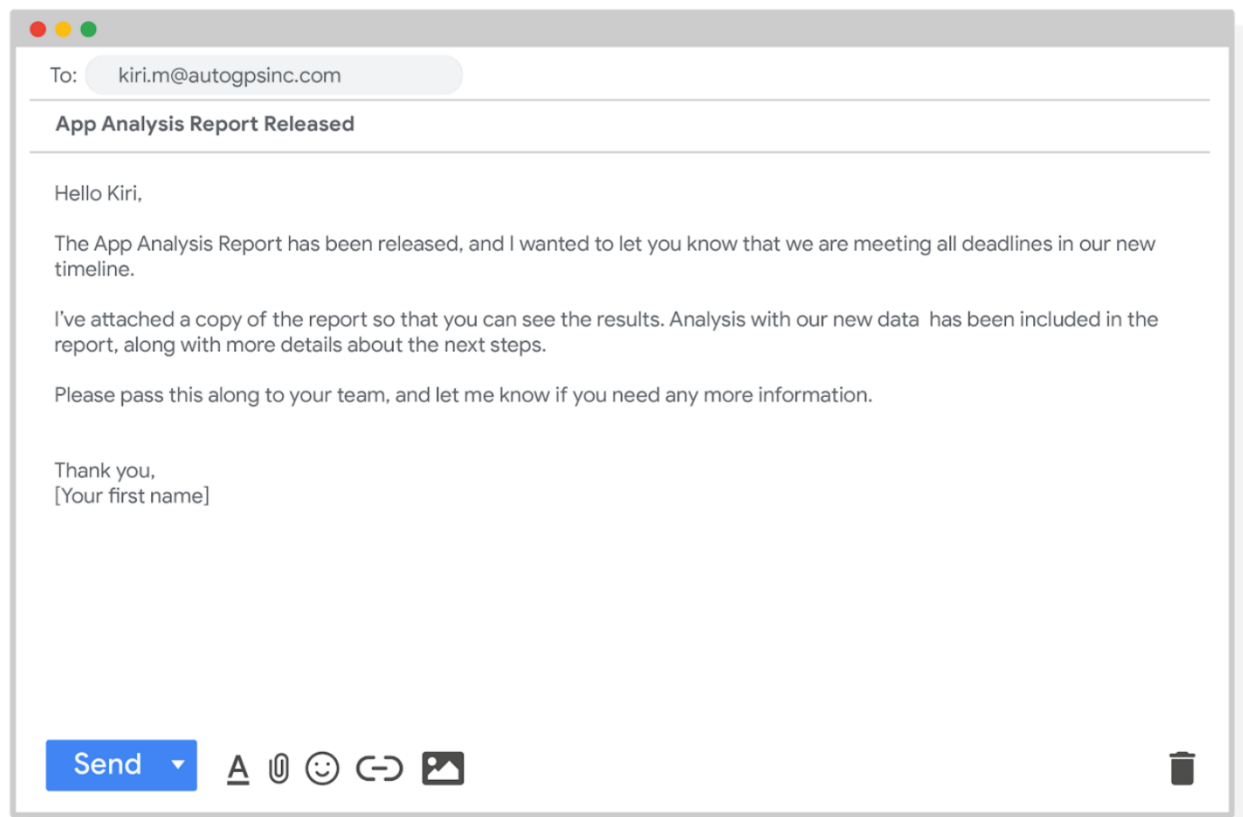 To: kiri.m@autogpsinc.com
App Analysis Report Released
Hello Kiri,
The App Analysis Report has been released, and I wanted to let you know that we are meeting all deadlines in our new
timeline.
I've attached a copy of the report so that you can see the results. Analysis with our new data  has been included in the
report, along with more details about the next steps.
Please pass this along to your team, and let me know if you need any more information.
Thank you,
[Your first name]
Send
A